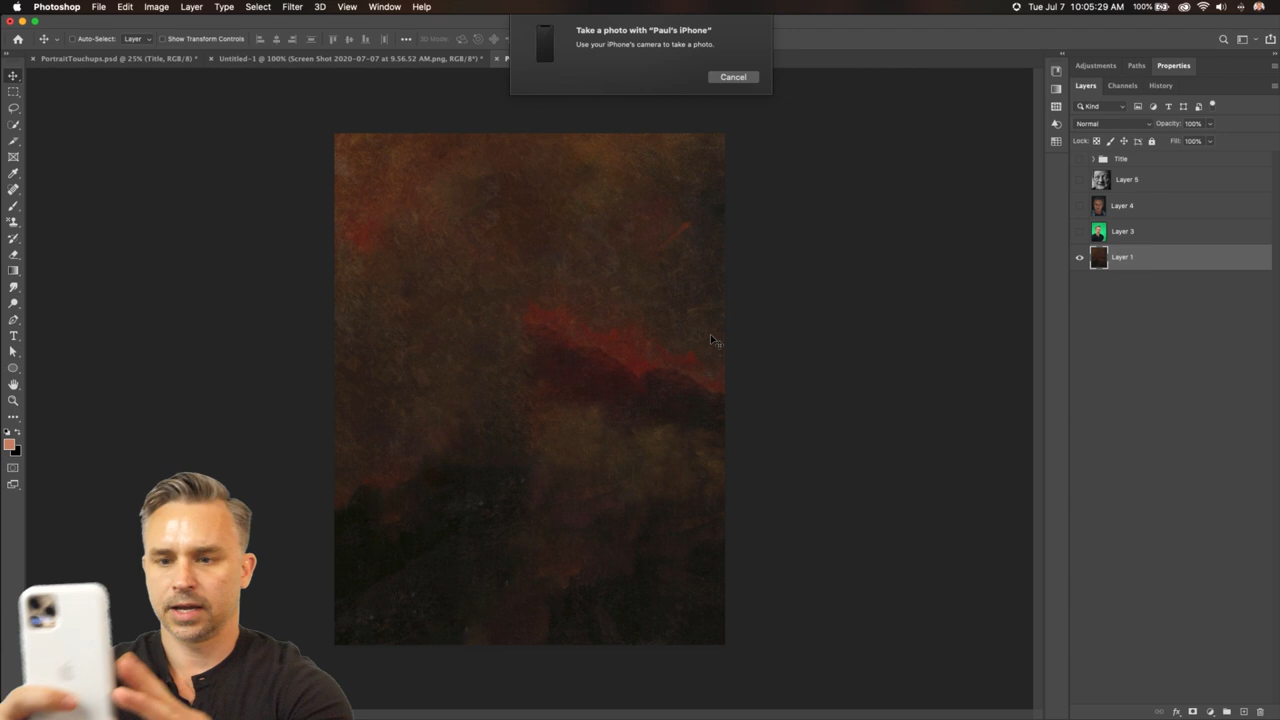 Photoshop File Edit Image Layer Type Select Filter 3D View Window Help 100% Tue Jul 7 10:05:29 AM
Auto-Select: Layer Show Transform Controls 3D Mode:
Take a photo with “Paul's iPhone”
Use your iPhone's camera to take a photo.
Cancel
PortraitTouchups.psd @ 25% (Title, RGB/8) * Untitled-1 @ 100% (Screen Shot 2020-07-07 at 9.56.52 AM.png, RGB/8*) *
Adjustments Paths Properties
Layers Channels History
Kind
Normal Opacity: 100%
Lock: Fill: 100%
Title
Layer 5
Layer 4
Layer 3
Layer 1
fx